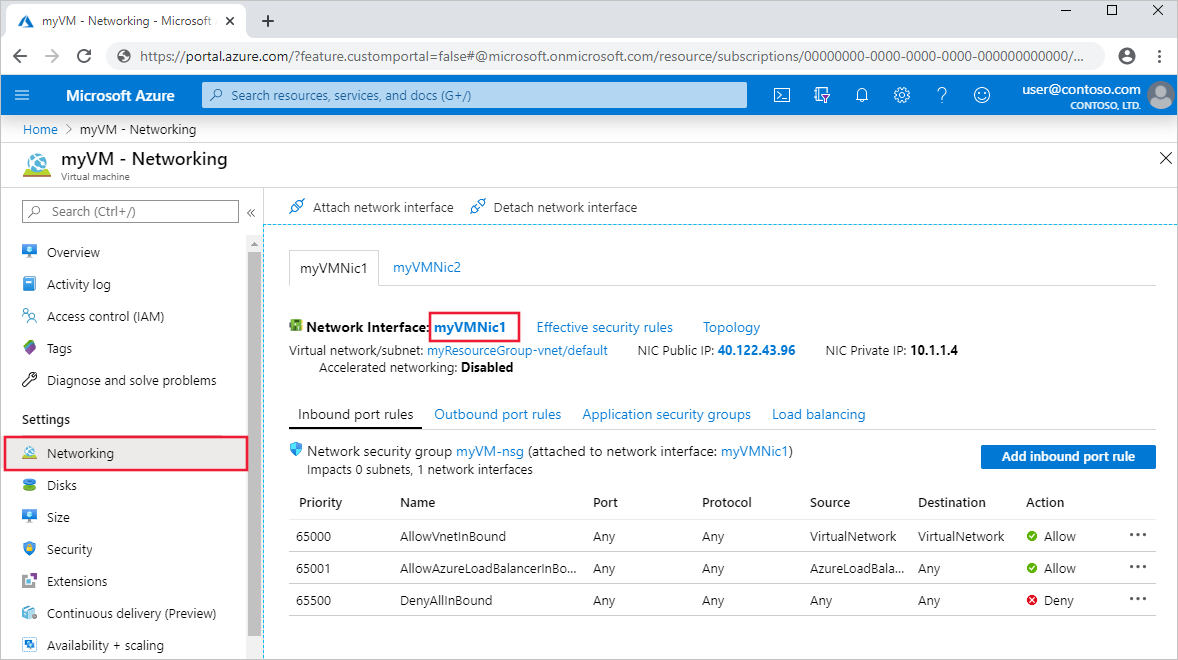 myVM - Networking - Microsoft
https://portal.azure.com/?feature.customportal=false#@microsoft.onmicrosoft.com/resource/subscriptions/00000000-0000-0000-0000-000000000000/...
Microsoft Azure
Search resources, services, and docs (G+/)
user@contoso.com
CONTOSO, LTD.
Home > myVM - Networking
myVM - Networking
Virtual machine
Search (Ctrl+/)
«
Overview
Activity log
Access control (IAM)
Tags
Diagnose and solve problems
Settings
Networking
Disks
Size
Security
Extensions
Continuous delivery (Preview)
Availability + scaling
Attach network interface Detach network interface
myVMNic1 myVMNic2
Network Interface: myVMNic1 Effective security rules Topology
Virtual network/subnet: myResourceGroup-vnet/default NIC Public IP: 40.122.43.96 NIC Private IP: 10.1.1.4
Accelerated networking: Disabled
Inbound port rules Outbound port rules Application security groups Load balancing
Network security group myVM-nsg (attached to network interface: myVMNic1)
Impacts 0 subnets, 1 network interfaces
Add inbound port rule
Priority Name Port Protocol Source Destination Action
65000 AllowVnetInBound Any Any VirtualNetwork VirtualNetwork Allow ...
65001 AllowAzureLoadBalancerInBo... Any Any AzureLoadBala... Any Allow ...
65500 DenyAllInBound Any Any Any Any Deny ...